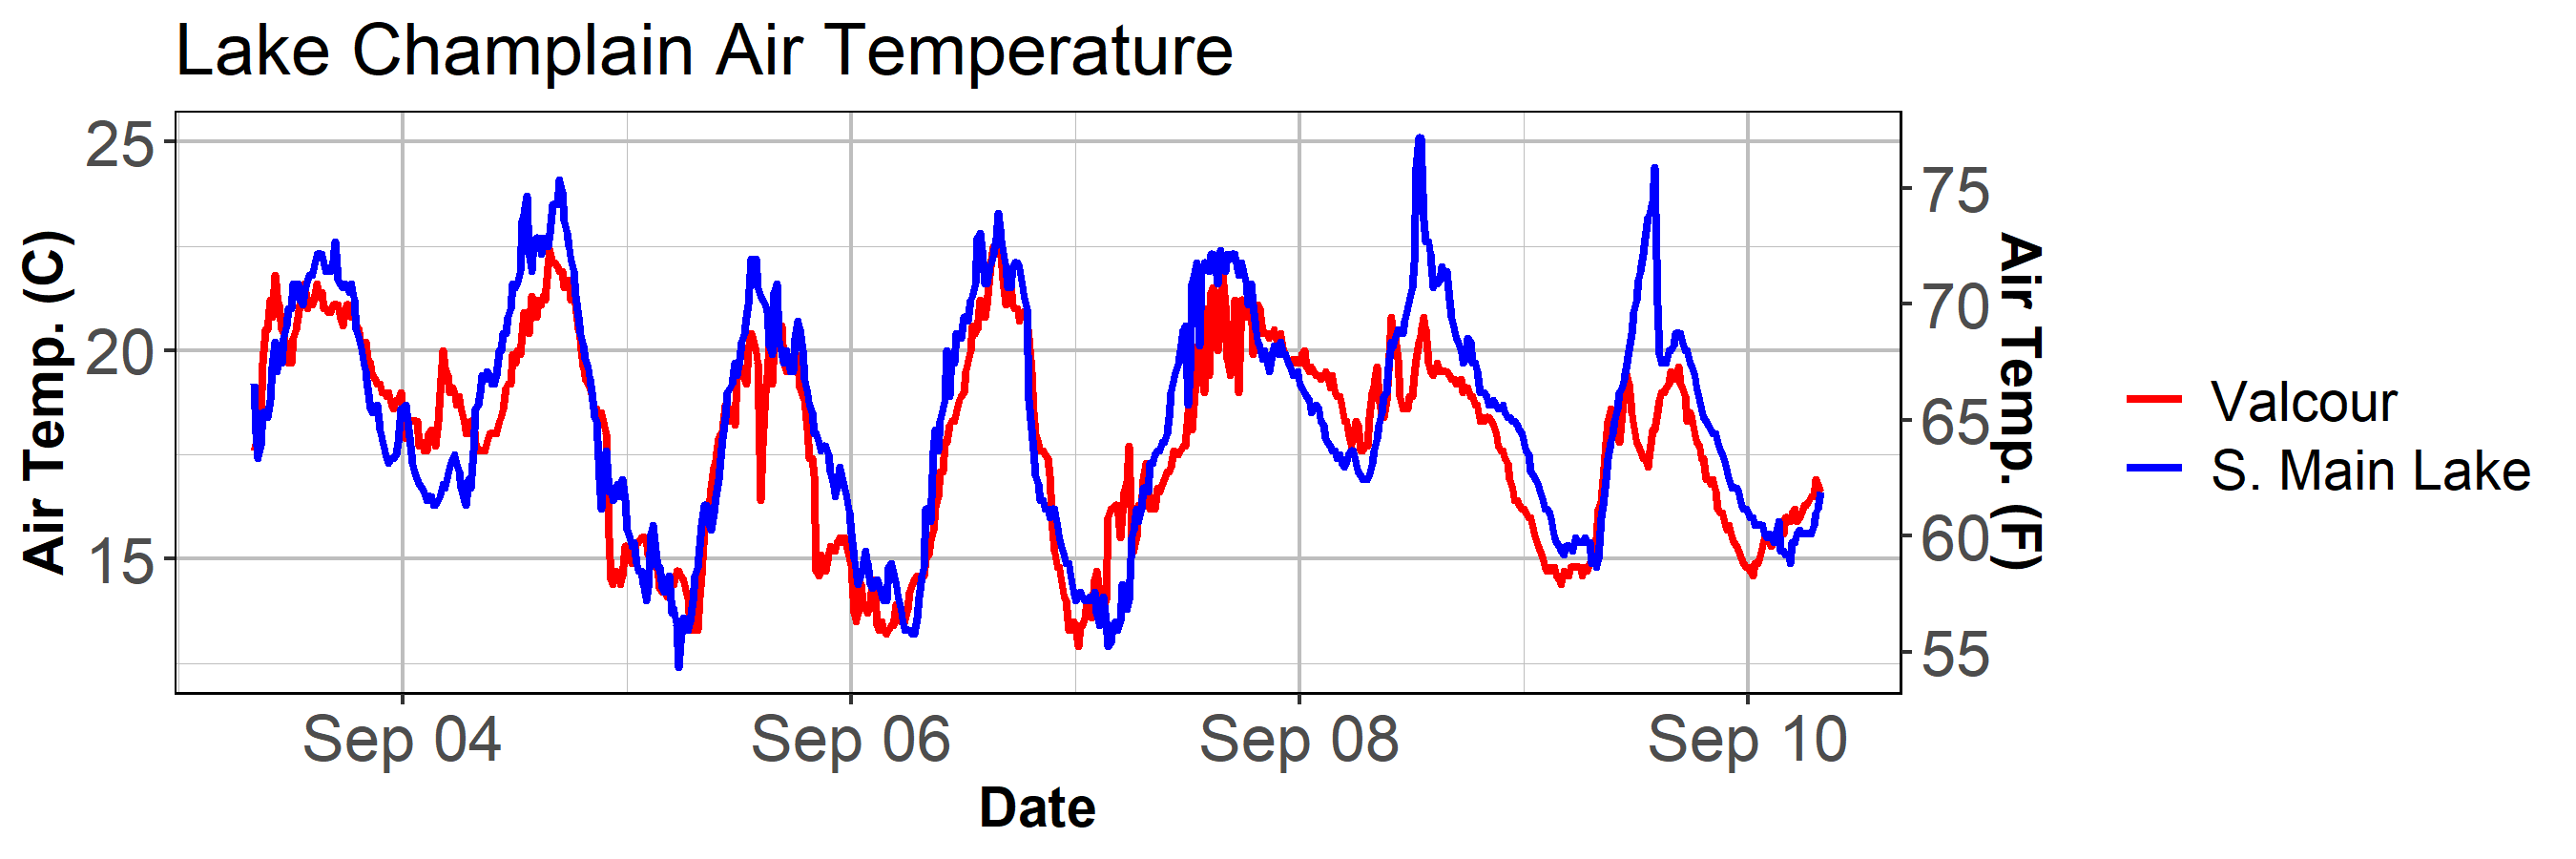 Lake Champlain Air Temperature
Air Temp. (C)
25
20
15
75
70
65
60
55
Air Temp. (F)
Sep 04
Sep 06
Sep 08
Sep 10
Date
Valcour
S. Main Lake